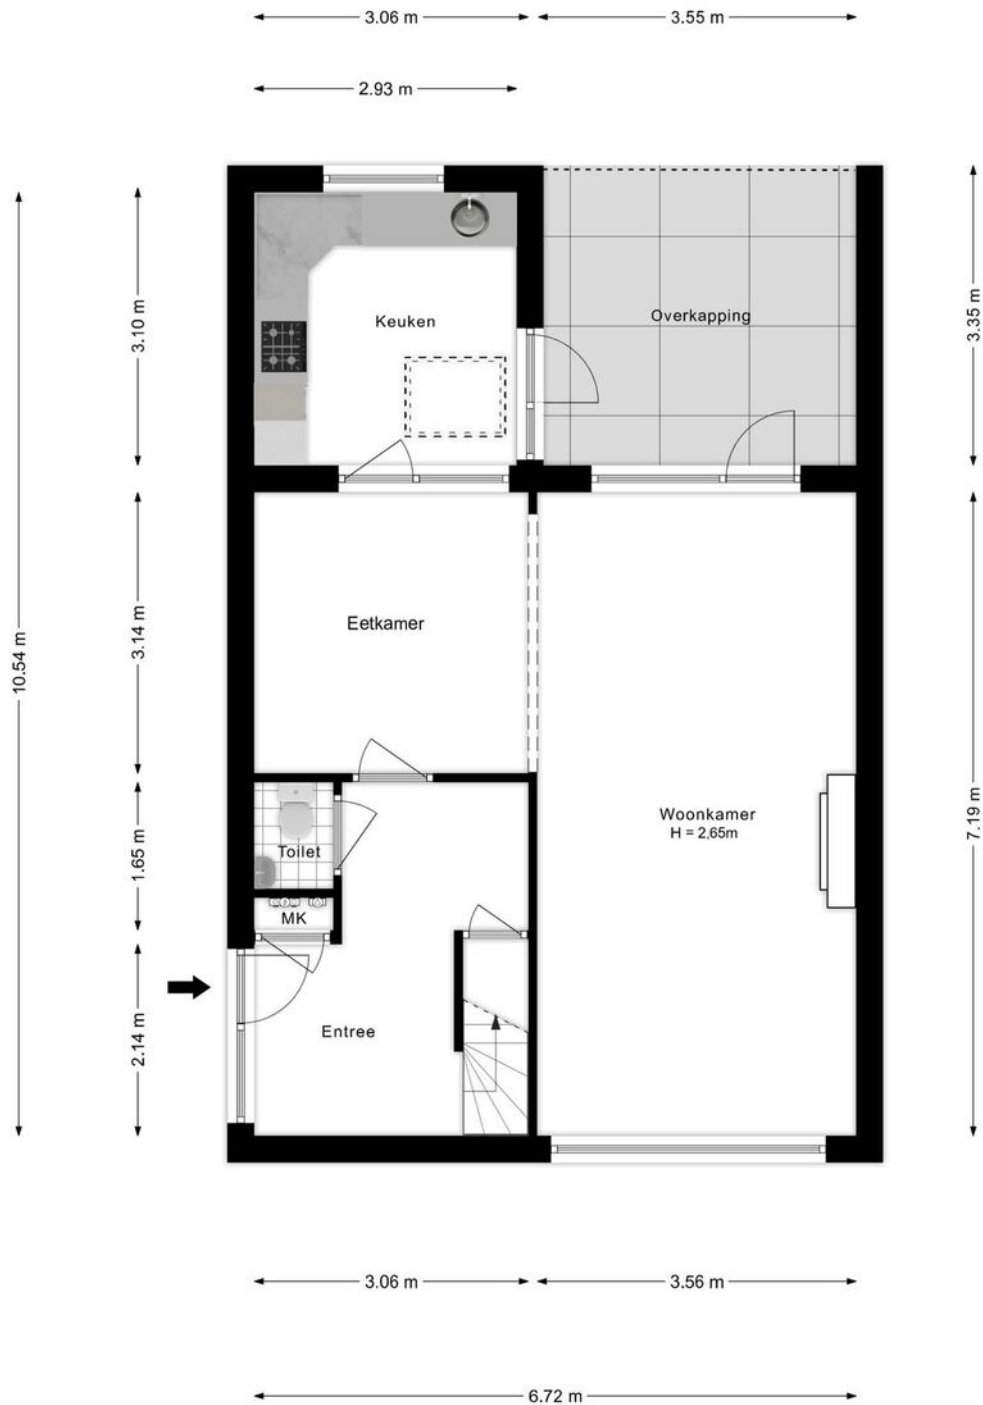 3.06 m
3.55 m
2.93 m
3.10 m
3.35 m
Keuken
Overkapping
10.54 m
3.14 m
Eetkamer
7.19 m
Woonkamer
H = 2,65m
1.65 m
Toilet
MK
2.14 m
Entree
3.06 m
3.56 m
6.72 m